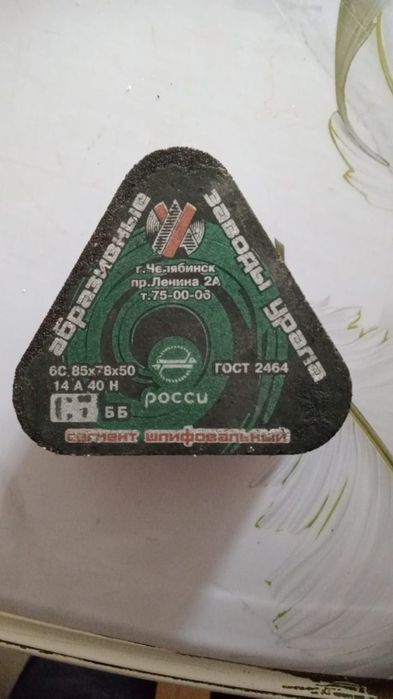 абразивные
заводы урала
г.Челябинск
пр.Ленина 2А
т.75-00-03
6С 85х78х50
ГОСТ 2464
14 А 40 Н
ББ
росси
сегмент шлифовальный